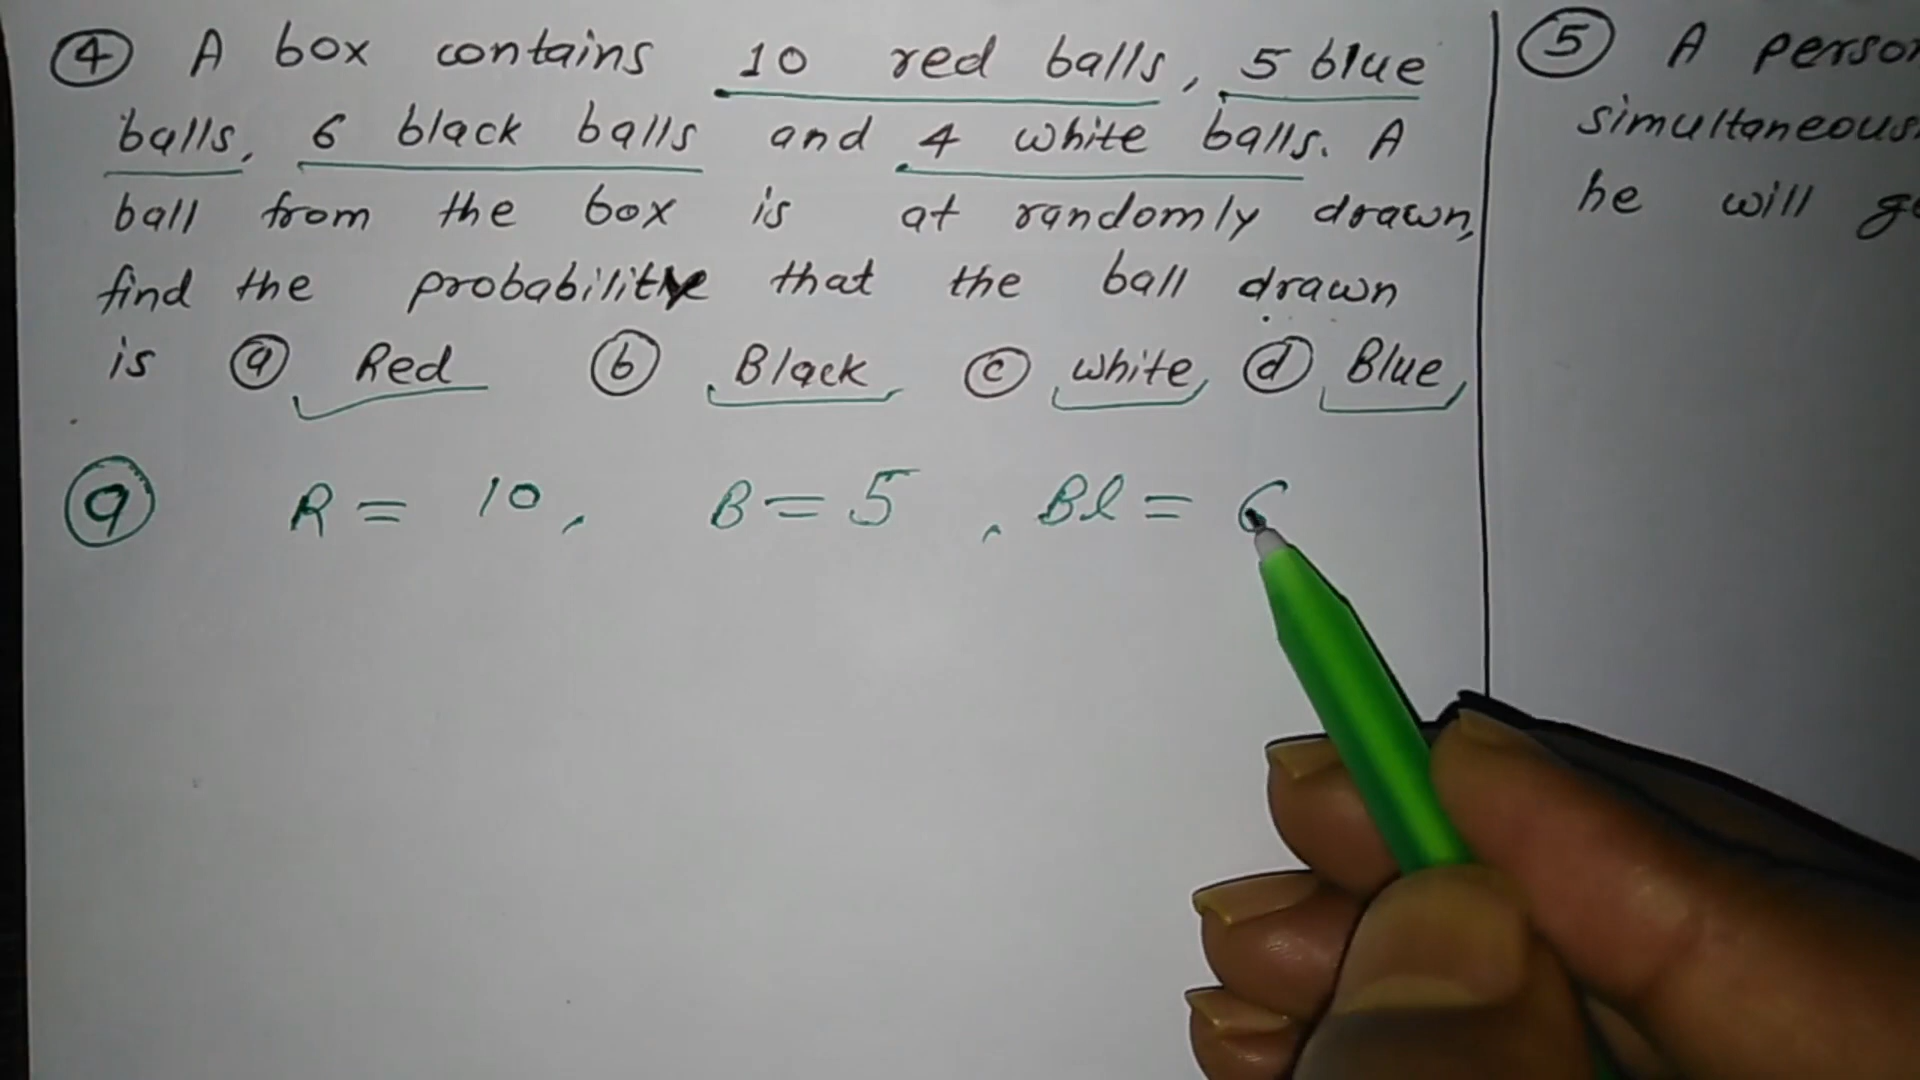 ④ A box contains 10 red balls, 5 blue
balls, 6 black balls and 4 white balls. A
ball from the box is at randomly drawn,
find the probability that the ball drawn
is ⓐ Red ⓑ Black ⓒ white ⓓ Blue
ⓐ R = 10, B = 5, Bl = 6
⑤ A person
simultaneous
he will